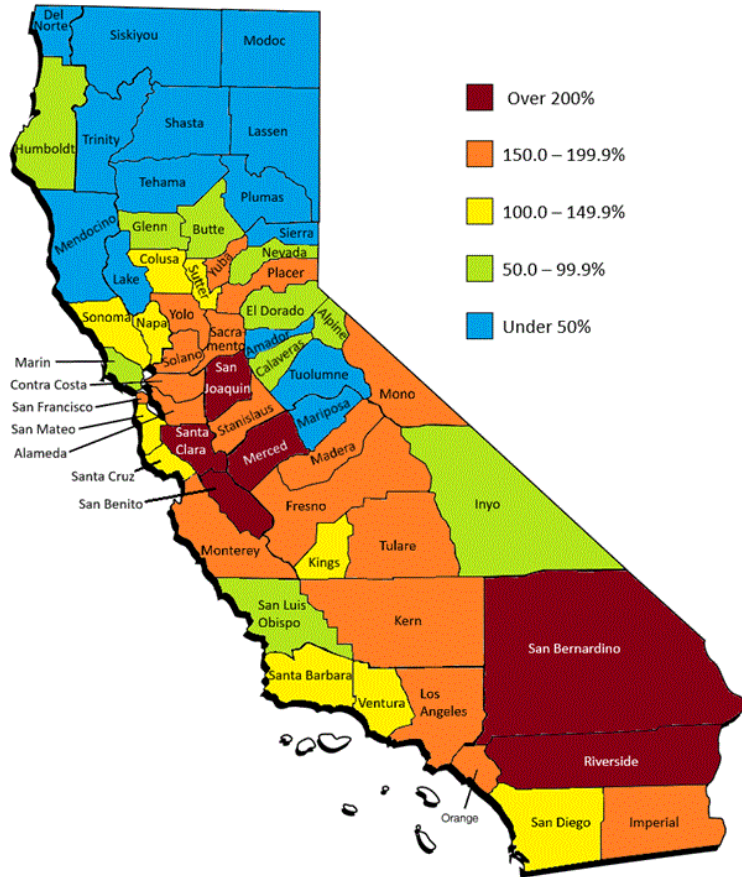 Del
Norte
Siskiyou
Modoc
Humboldt
Trinity
Shasta
Lassen
Tehama
Plumas
Mendocino
Glenn
Butte
Sierra
Lake
Colusa
Sutter
Yuba
Nevada
Placer
Sonoma
Napa
Yolo
El Dorado
Alpine
Sacra-
mento
Amador
Solano
Calaveras
Marin
Contra Costa
San Francisco
San Mateo
Alameda
Santa Cruz
San Benito
San
Joaquin
Tuolumne
Mono
Stanislaus
Mariposa
Santa
Clara
Merced
Madera
Fresno
Inyo
Monterey
Kings
Tulare
San Luis
Obispo
Kern
San Bernardino
Santa Barbara
Ventura
Los
Angeles
Riverside
Orange
San Diego
Imperial
Over 200%
150.0 – 199.9%
100.0 – 149.9%
50.0 – 99.9%
Under 50%